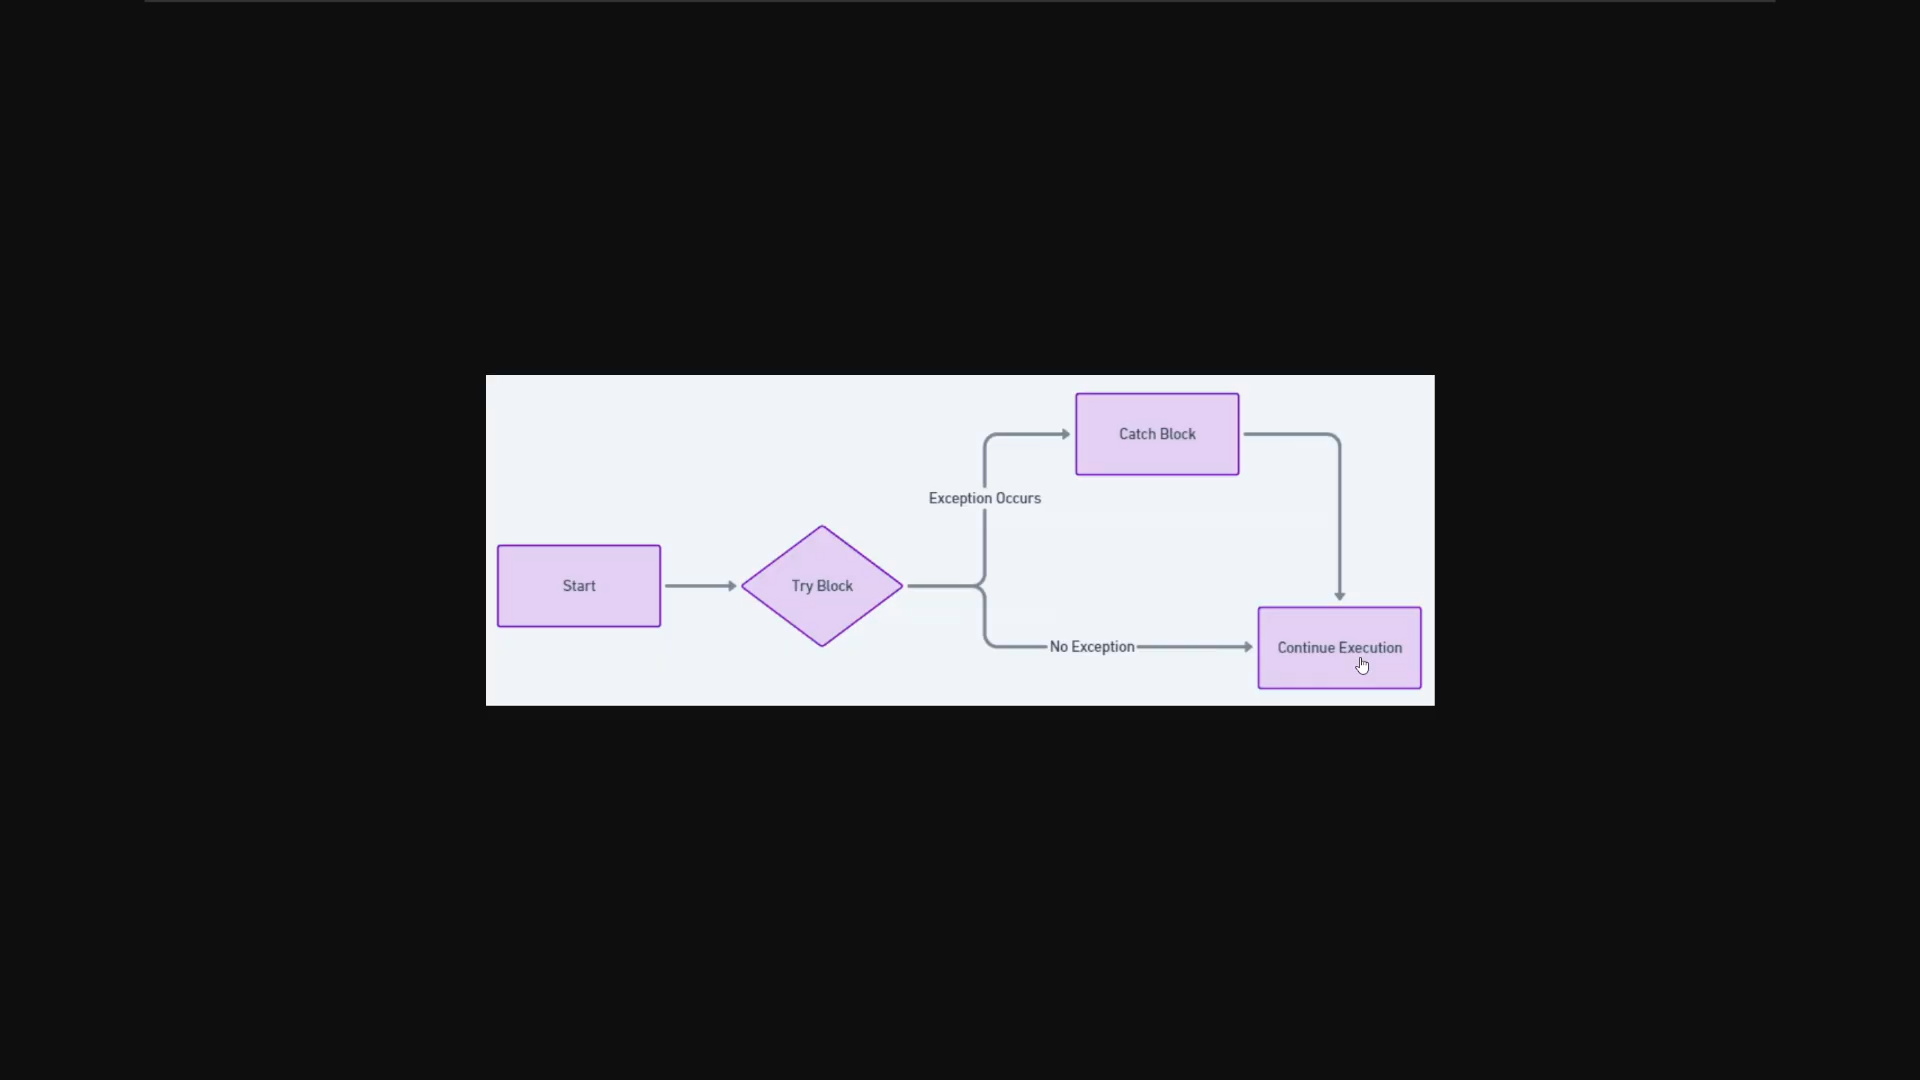 Catch Block
Exception Occurs
Start
Try Block
No Exception
Continue Execution